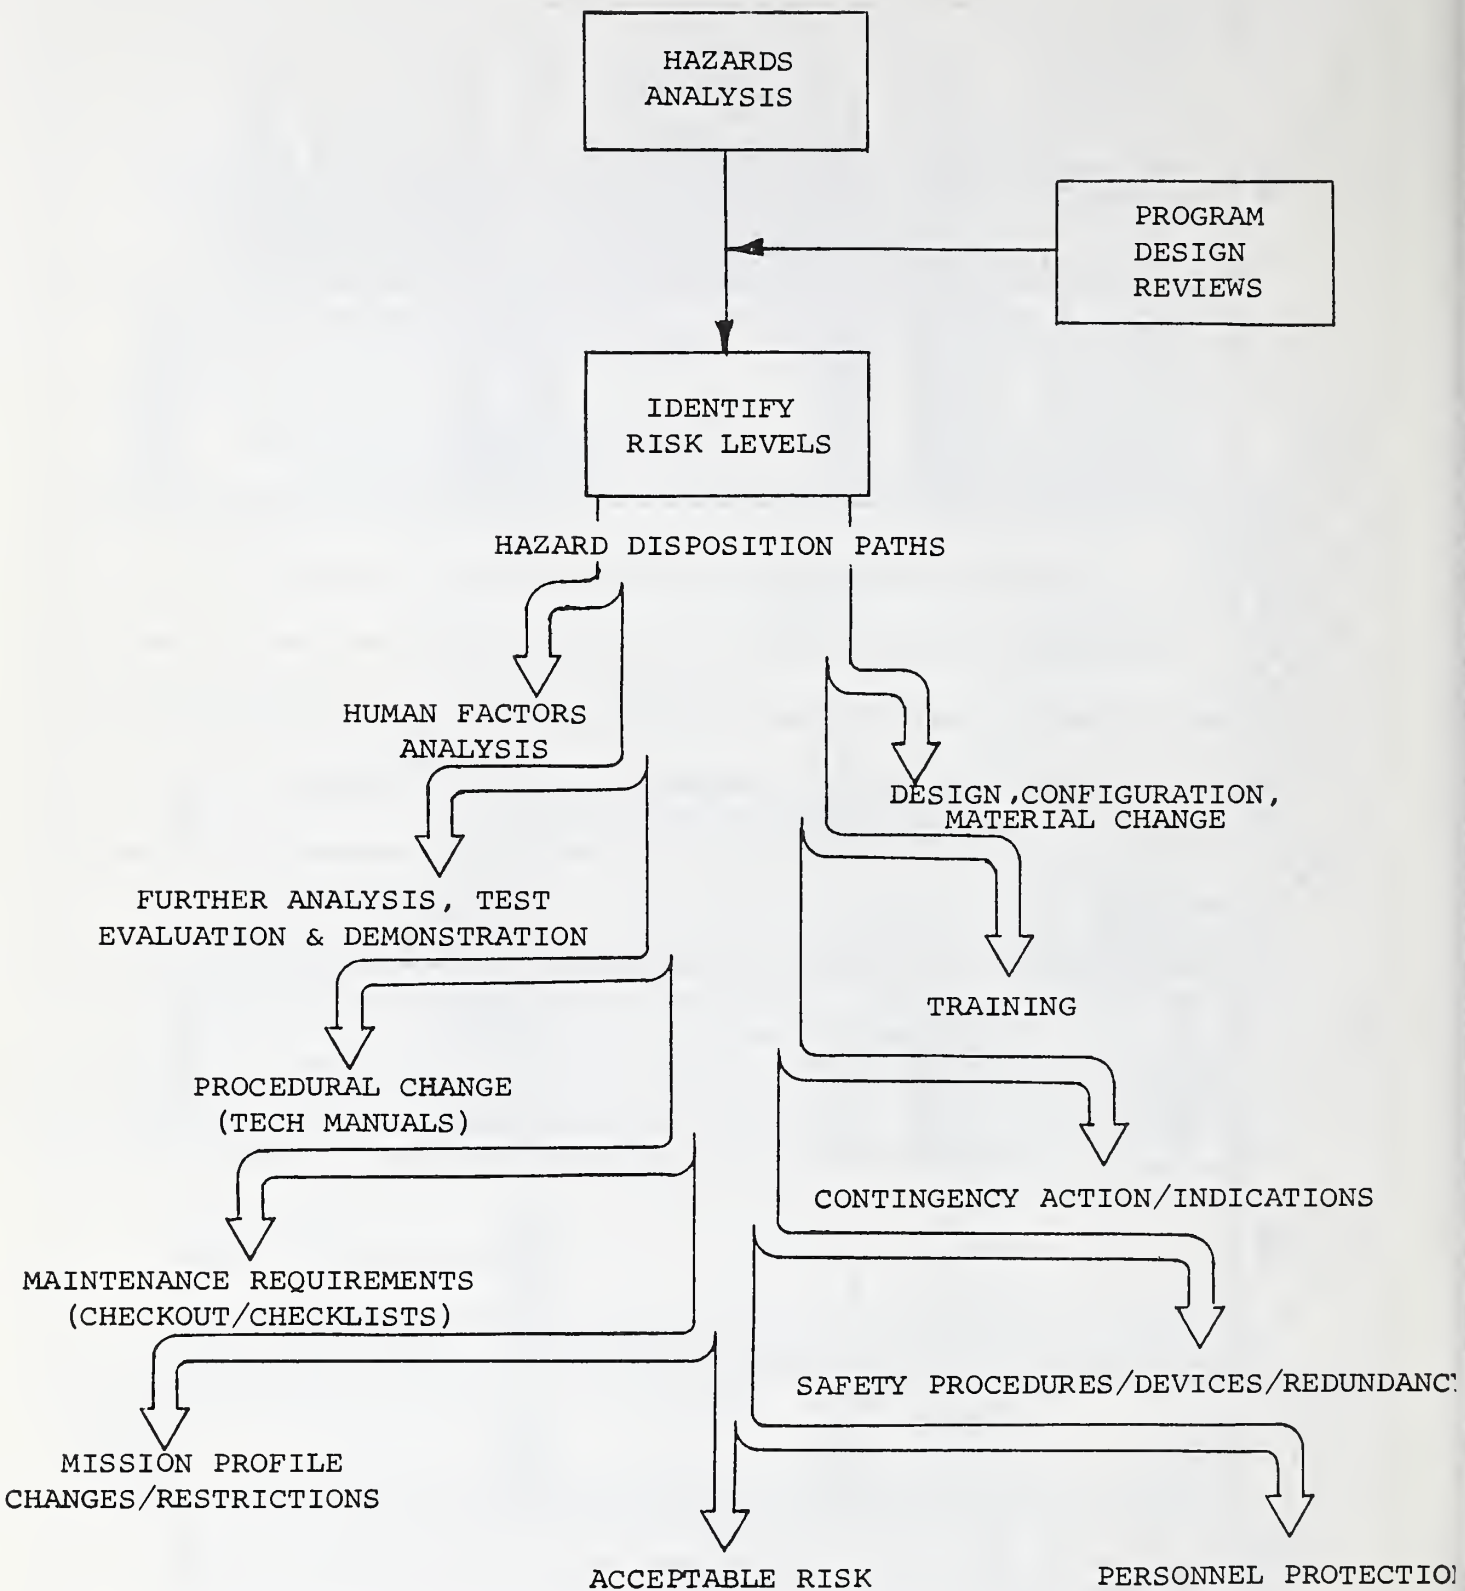 HAZARDS
ANALYSIS
PROGRAM
DESIGN
REVIEWS
IDENTIFY
RISK LEVELS
HAZARD DISPOSITION PATHS
HUMAN FACTORS
ANALYSIS
DESIGN, CONFIGURATION,
MATERIAL CHANGE
FURTHER ANALYSIS, TEST
EVALUATION & DEMONSTRATION
TRAINING
PROCEDURAL CHANGE
(TECH MANUALS)
CONTINGENCY ACTION/INDICATIONS
MAINTENANCE REQUIREMENTS
(CHECKOUT/CHECKLISTS)
SAFETY PROCEDURES/DEVICES/REDUNDANC
MISSION PROFILE
CHANGES/RESTRICTIONS
ACCEPTABLE RISK
PERSONNEL PROTECTIO